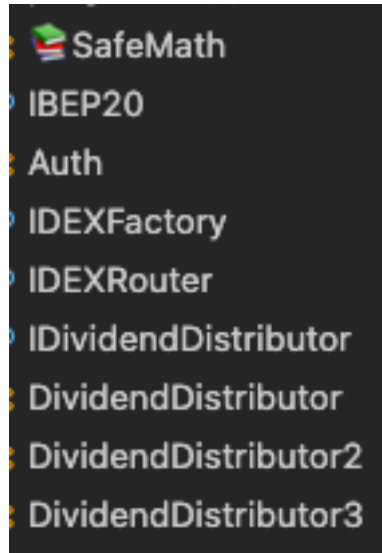 📚SafeMath
IBEP20
Auth
IDEXFactory
IDEXRouter
IDividendDistributor
DividendDistributor
DividendDistributor2
DividendDistributor3